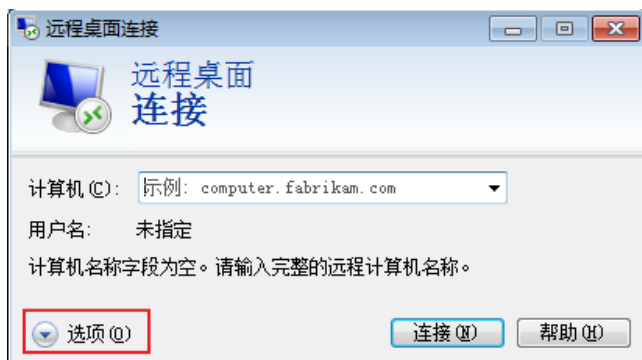 远程桌面连接
远程桌面
连接
计算机(C): 示例: computer.fabrikam.com
用户名: 未指定
计算机名称字段为空。请输入完整的远程计算机名称。
选项(O) 连接(N) 帮助(H)